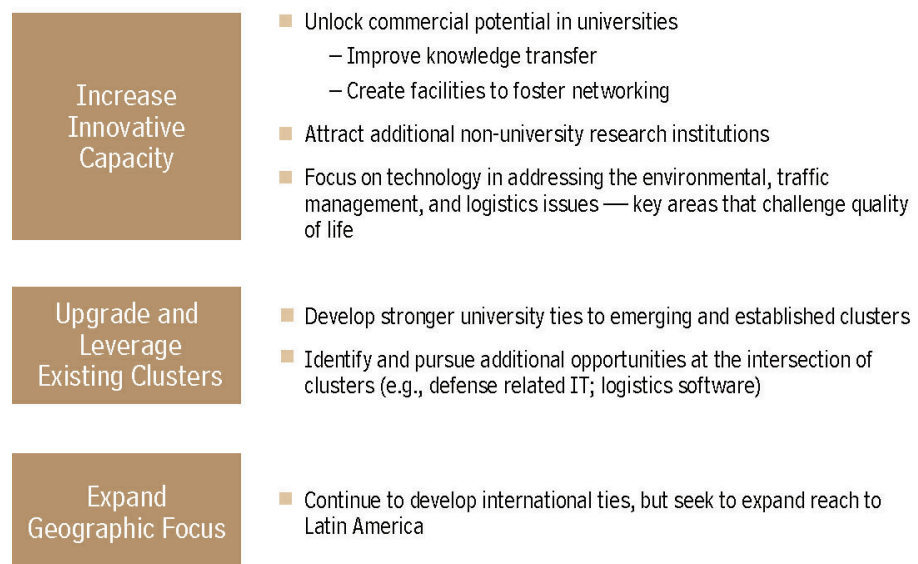 Increase
Innovative
Capacity
■ Unlock commercial potential in universities
– Improve knowledge transfer
– Create facilities to foster networking
■ Attract additional non-university research institutions
■ Focus on technology in addressing the environmental, traffic
management, and logistics issues — key areas that challenge quality
of life
Upgrade and
Leverage
Existing Clusters
■ Develop stronger university ties to emerging and established clusters
■ Identify and pursue additional opportunities at the intersection of
clusters (e.g., defense related IT; logistics software)
Expand
Geographic Focus
■ Continue to develop international ties, but seek to expand reach to
Latin America